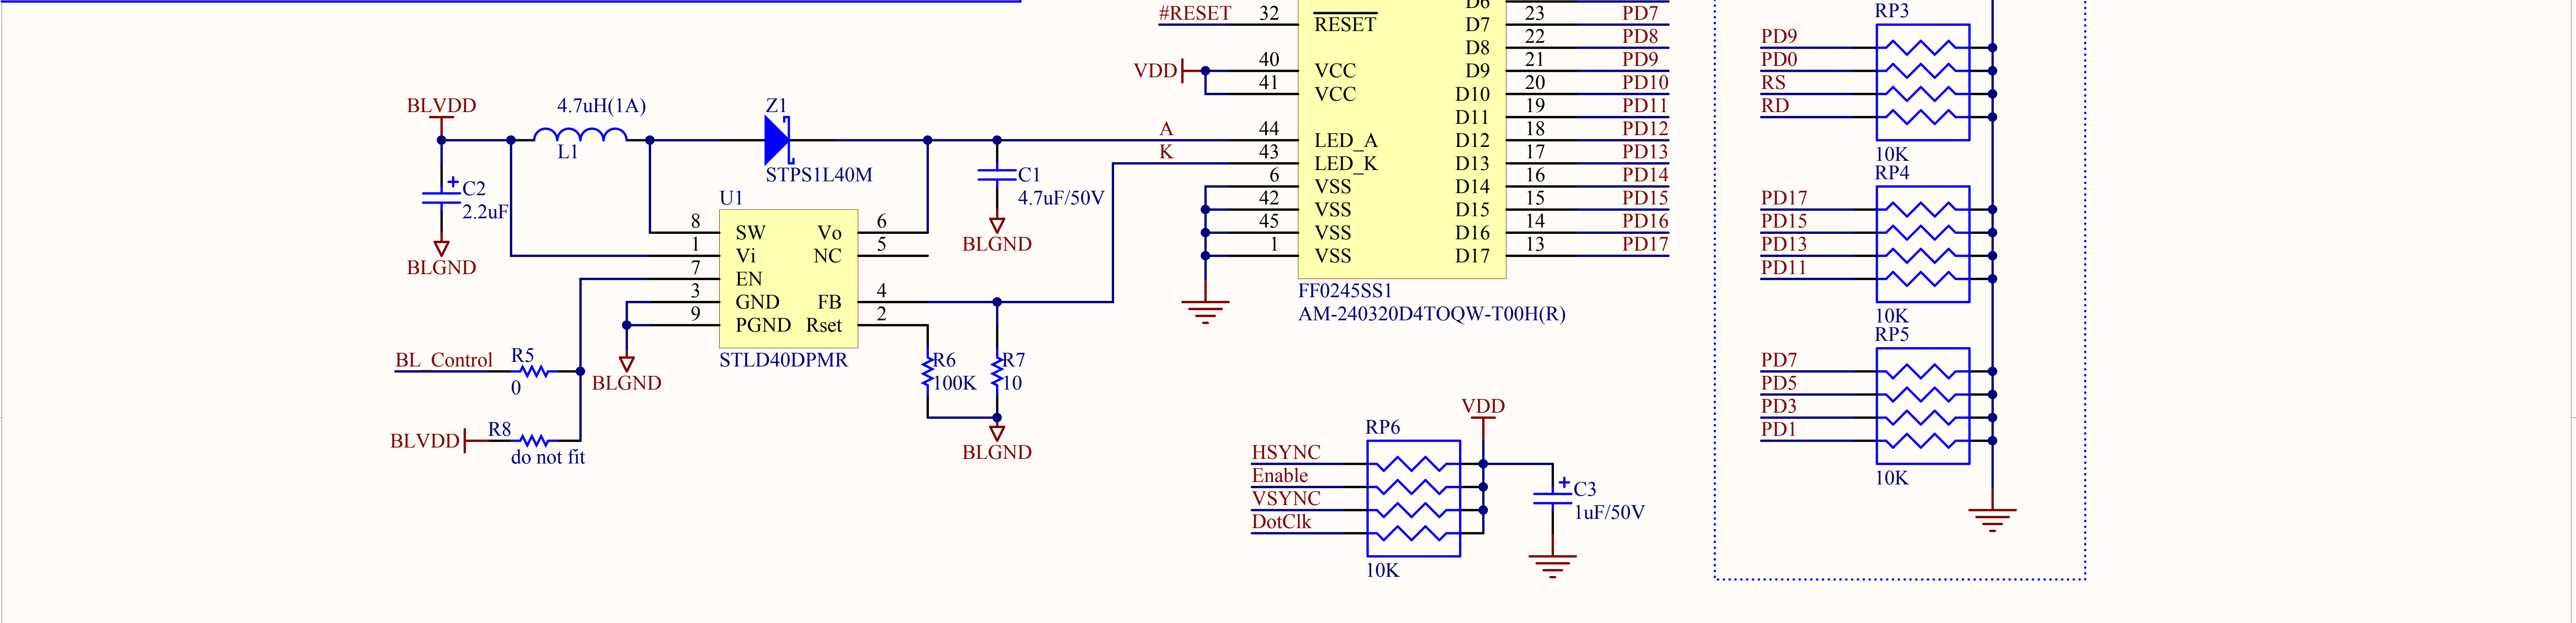 #RESET
32
RESET
D6
D7
23
PD7
D8
22
PD8
VDD
40
VCC
D9
21
PD9
41
VCC
D10
20
PD10
D11
19
PD11
A
44
LED_A
D12
18
PD12
K
43
LED_K
D13
17
PD13
6
VSS
D14
16
PD14
42
VSS
D15
15
PD15
45
VSS
D16
14
PD16
1
VSS
D17
13
PD17
FF0245SS1
AM-240320D4TOQW-T00H(R)
BLVDD
4.7uH(1A)
L1
Z1
STPS1L40M
C2
2.2uF
BLGND
C1
4.7uF/50V
BLGND
U1
8
SW
Vo
6
1
Vi
NC
5
7
EN
3
GND
FB
4
9
PGND
Rset
2
STLD40DPMR
BLGND
BL_Control
R5
0
BLVDD
R8
do not fit
R6
100K
R7
10
BLGND
RP6
VDD
HSYNC
Enable
VSYNC
DotClk
10K
C3
1uF/50V
RP3
PD9
PD0
RS
RD
10K
RP4
PD17
PD15
PD13
PD11
10K
RP5
PD7
PD5
PD3
PD1
10K